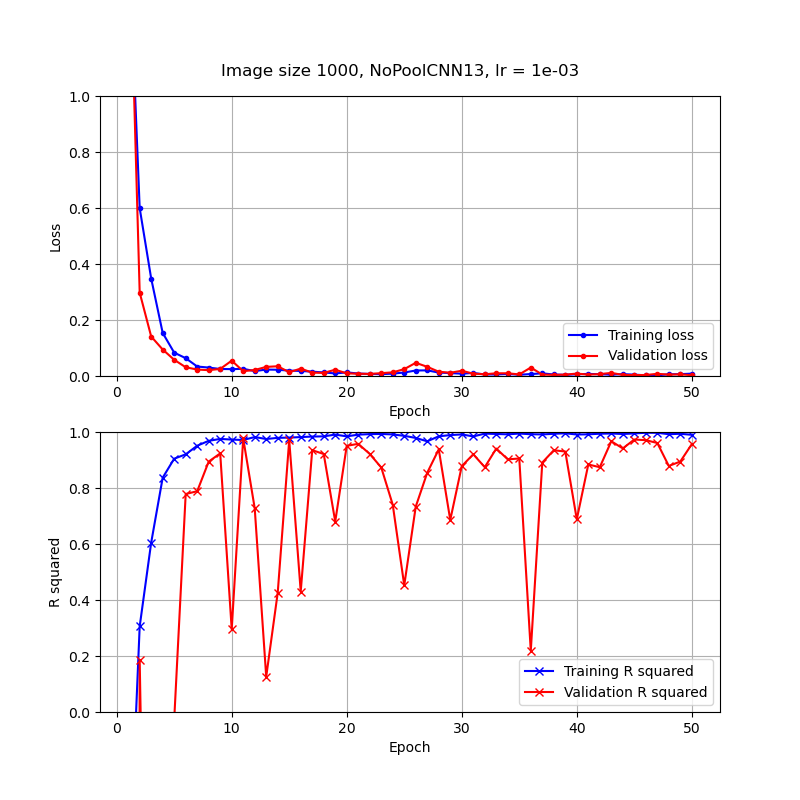 Image size 1000, NoPoolCNN13, lr = 1e-03
1.0
0.8
0.6
0.4
0.2
0.0
Loss
Training loss
Validation loss
0 10 20 30 40 50
Epoch
1.0
0.8
0.6
0.4
0.2
0.0
R squared
Training R squared
Validation R squared
0 10 20 30 40 50
Epoch